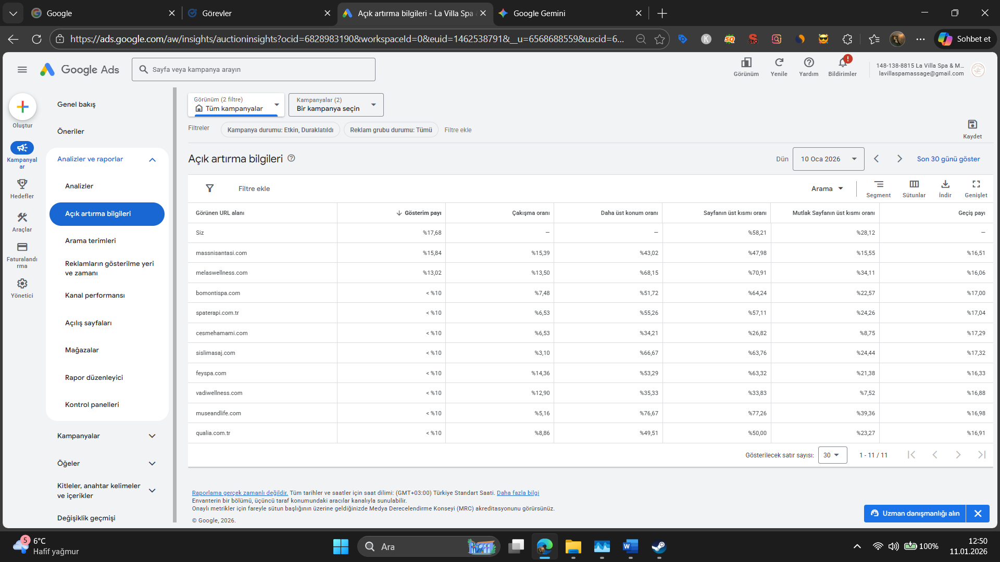 Google
Görevler
Açık artırma bilgileri - La Villa Spa
Google Gemini
https://ads.google.com/aw/insights/auctioninsights?ocid=6828983190&workspaceId=0&euid=1462538791&__u=6568688559&uscid=6...
Sohbet et
Google Ads
Sayfa veya kampanya arayın
Görünüm
Yenile
Yardım
Bildirimler
148-138-8815 La Villa Spa & M...
lavillaspamassage@gmail.com
Oluştur
Kampanyal
ar
Hedefler
Araçlar
Faturalandı
rma
Yönetici
Genel bakış
Öneriler
Analizler ve raporlar
Analizler
Açık artırma bilgileri
Arama terimleri
Reklamların gösterilme yeri
ve zamanı
Kanal performansı
Açılış sayfaları
Mağazalar
Rapor düzenleyici
Kontrol panelleri
Kampanyalar
Öğeler
Kitleler, anahtar kelimeler
ve içerikler
Değişiklik geçmişi
Görünüm (2 filtre)
Tüm kampanyalar
Kampanyalar (2)
Bir kampanya seçin
Filtreler
Kampanya durumu: Etkin, Duraklatıldı
Reklam grubu durumu: Tümü
Filtre ekle
Kaydet
Açık artırma bilgileri
Dün
10 Oca 2026
Son 30 günü göster
Filtre ekle
Arama
Segment
Sütunlar
İndir
Genişlet
Görünen URL alanı Gösterim payı Çakışma oranı Daha üst konum oranı Sayfanın üst kısmı oranı Mutlak Sayfanın üst kısmı oranı Geçiş payı
Siz %17,68 — — %58,21 %28,12 —
massnisantasi.com %15,84 %15,39 %43,02 %47,98 %15,55 %16,51
melaswellness.com %13,02 %13,50 %68,15 %70,91 %34,11 %16,06
bomontispa.com < %10 %7,48 %51,72 %64,24 %22,57 %17,00
spaterapi.com.tr < %10 %6,53 %55,26 %57,11 %24,26 %17,04
cesmehamami.com < %10 %6,53 %34,21 %26,82 %8,75 %17,29
sislimasaj.com < %10 %3,10 %66,67 %63,76 %24,44 %17,32
feyspa.com < %10 %14,36 %53,29 %63,32 %21,38 %16,33
vadiwellness.com < %10 %12,90 %35,33 %33,83 %7,52 %16,88
museandlife.com < %10 %5,16 %76,67 %77,26 %39,36 %16,98
qualia.com.tr < %10 %8,86 %49,51 %50,00 %23,27 %16,91
Gösterilecek satır sayısı: 30 1 - 11 / 11
Raporlama gerçek zamanlı değildir. Tüm tarihler ve saatler için saat dilimi: (GMT+03:00) Türkiye Standart Saati. Daha fazla bilgi
Envanterin bir bölümü, üçüncü taraf konumundaki aracılar kanalıyla sunulabilir.
Onaylı metrikler için fareyle sütun başlığının üzerine geldiğinizde Medya Derecelendirme Konseyi (MRC) akreditasyonunu görürsünüz.
© Google, 2026.
Uzman danışmanlığı alın
5
6°C
Hafif yağmur
Ara
100%
12:50
11.01.2026